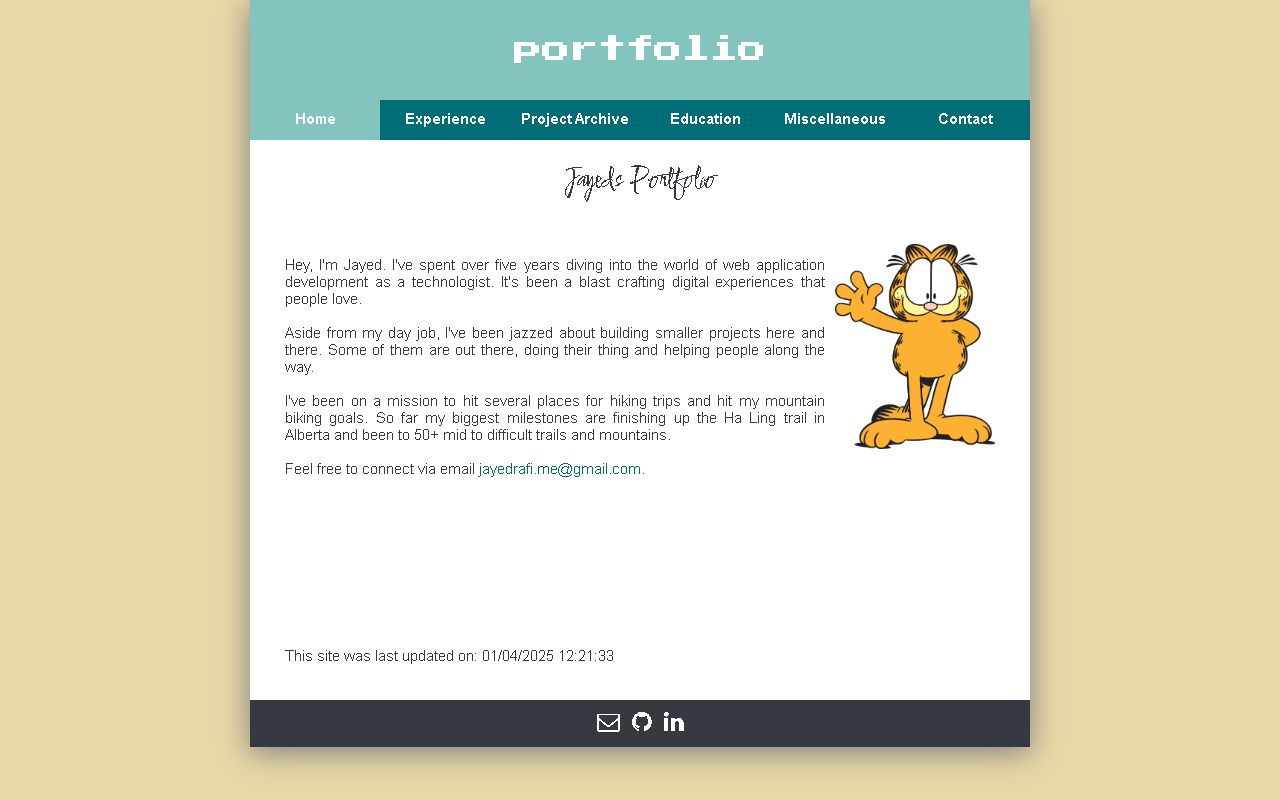 portfolio
Home Experience Project Archive Education Miscellaneous Contact
Jayeds Portfolio
Hey, I'm Jayed. I've spent over five years diving into the world of web application
development as a technologist. It's been a blast crafting digital experiences that
people love.
Aside from my day job, I've been jazzed about building smaller projects here and
there. Some of them are out there, doing their thing and helping people along the
way.
I've been on a mission to hit several places for hiking trips and hit my mountain
biking goals. So far my biggest milestones are finishing up the Ha Ling trail in
Alberta and been to 50+ mid to difficult trails and mountains.
Feel free to connect via email jayedrafi.me@gmail.com.
This site was last updated on: 01/04/2025 12:21:33